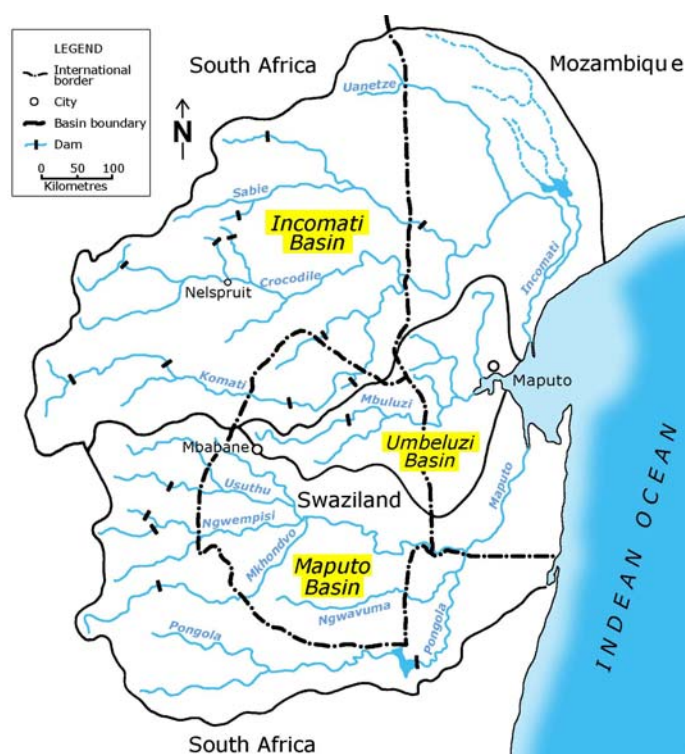 LEGEND
International
border
City
Basin boundary
Dam
0 50 100
Kilometres
South Africa
N
Mozambique
Uanetze
Sabie
Incomati
Basin
Nelspruit
Crocodile
Incomati
Komati
Mbuluzi
Maputo
Mbabane
Umbeluzi
Basin
Usuthu
Swaziland
Ngwempisi
Mkhondvo
Maputo
Maputo
Basin
Ngwavuma
Pongola
Pongola
South Africa
INDEAN OCEAN